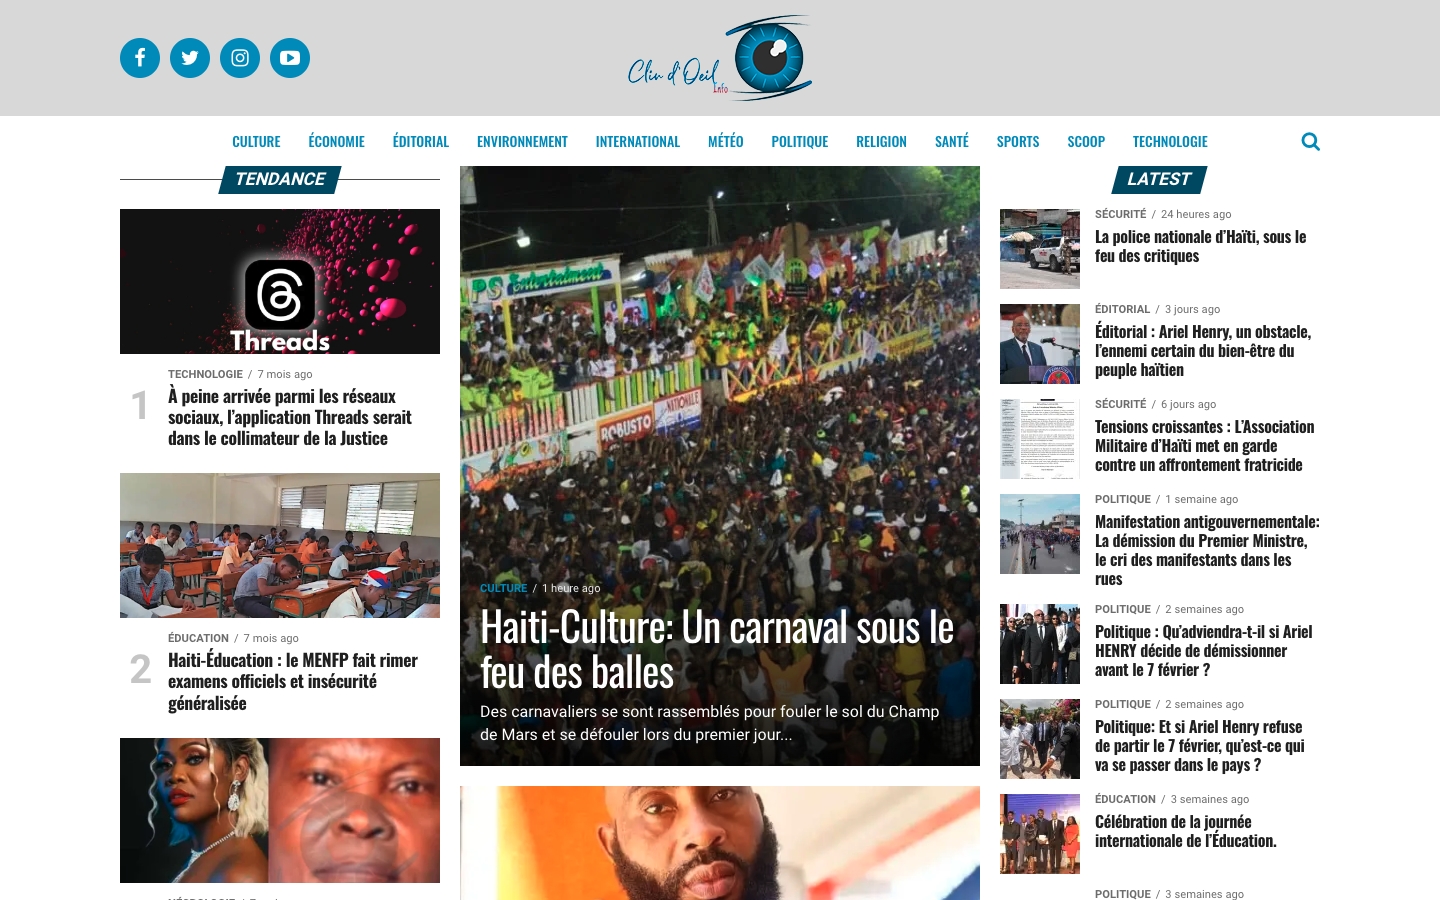 Clin d'Oeil
Info
CULTURE
ÉCONOMIE
ÉDITORIAL
ENVIRONNEMENT
INTERNATIONAL
MÉTÉO
POLITIQUE
RELIGION
SANTÉ
SPORTS
SCOOP
TECHNOLOGIE
TENDANCE
Threads
TECHNOLOGIE / 7 mois ago
1
À peine arrivée parmi les réseaux
sociaux, l’application Threads serait
dans le collimateur de la Justice
ÉDUCATION / 7 mois ago
2
Haiti-Éducation : le MENFP fait rimer
examens officiels et insécurité
généralisée
PS Entertainment
ROBUSTO
NATIONALE
CULTURE / 1 heure ago
Haiti-Culture: Un carnaval sous le
feu des balles
Des carnavaliers se sont rassemblés pour fouler le sol du Champ
de Mars et se défouler lors du premier jour...
LATEST
SÉCURITÉ / 24 heures ago
La police nationale d’Haïti, sous le
feu des critiques
ÉDITORIAL / 3 jours ago
Éditorial : Ariel Henry, un obstacle,
l’ennemi certain du bien-être du
peuple haïtien
SÉCURITÉ / 6 jours ago
Tensions croissantes : L’Association
Militaire d’Haïti met en garde
contre un affrontement fratricide
POLITIQUE / 1 semaine ago
Manifestation antigouvernementale:
La démission du Premier Ministre,
le cri des manifestants dans les
rues
POLITIQUE / 2 semaines ago
Politique : Qu’adviendra-t-il si Ariel
HENRY décide de démissionner
avant le 7 février ?
POLITIQUE / 2 semaines ago
Politique: Et si Ariel Henry refuse
de partir le 7 février, qu’est-ce qui
va se passer dans le pays ?
ÉDUCATION / 3 semaines ago
Célébration de la journée
internationale de l’Éducation.
POLITIQUE / 3 semaines ago